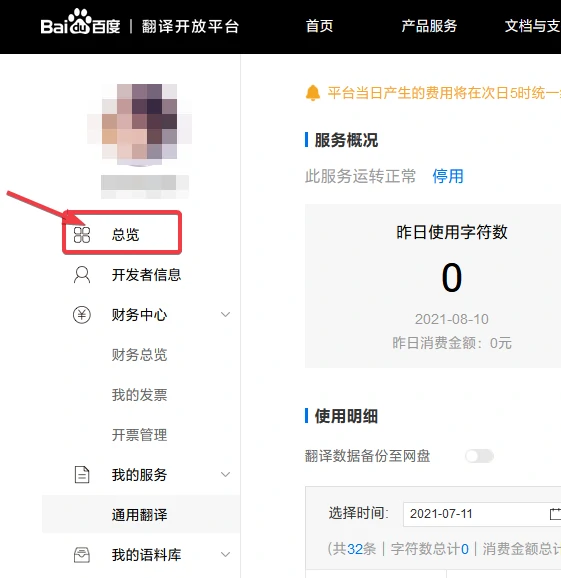 Bai du 百度 | 翻译开放平台 首页 产品服务 文档与支
平台当日产生的费用将在次日5时统一
服务概况
此服务运转正常 停用
昨日使用字符数
0
2021-08-10
昨日消费金额：0元
总览
开发者信息
财务中心
财务总览
我的发票
开票管理
我的服务
通用翻译
我的语料库
使用明细
翻译数据备份至网盘
选择时间: 2021-07-11
（共32条｜字符数总计0｜消费金额总计